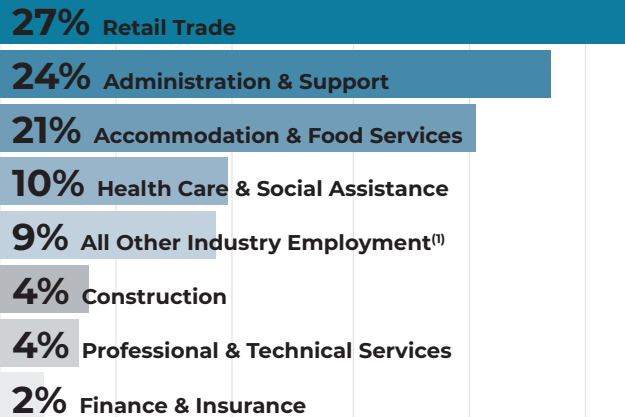 27% Retail Trade
24% Administration & Support
21% Accommodation & Food Services
10% Health Care & Social Assistance
9% All Other Industry Employment(1)
4% Construction
4% Professional & Technical Services
2% Finance & Insurance